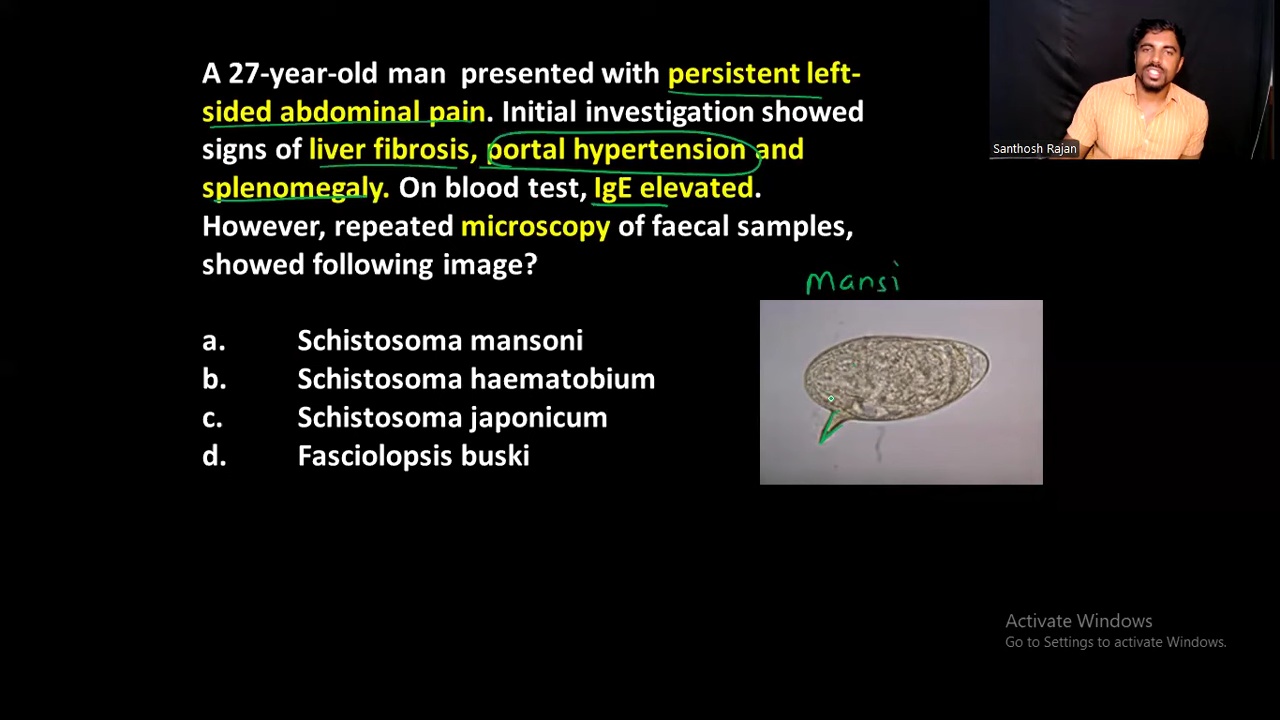 A 27-year-old man presented with persistent left-
sided abdominal pain. Initial investigation showed
signs of liver fibrosis, portal hypertension and
splenomegaly. On blood test, IgE elevated.
However, repeated microscopy of faecal samples,
showed following image?
a. Schistosoma mansoni
b. Schistosoma haematobium
c. Schistosoma japonicum
d. Fasciolopsis buski
Mansi
Santhosh Rajan
Activate Windows
Go to Settings to activate Windows.